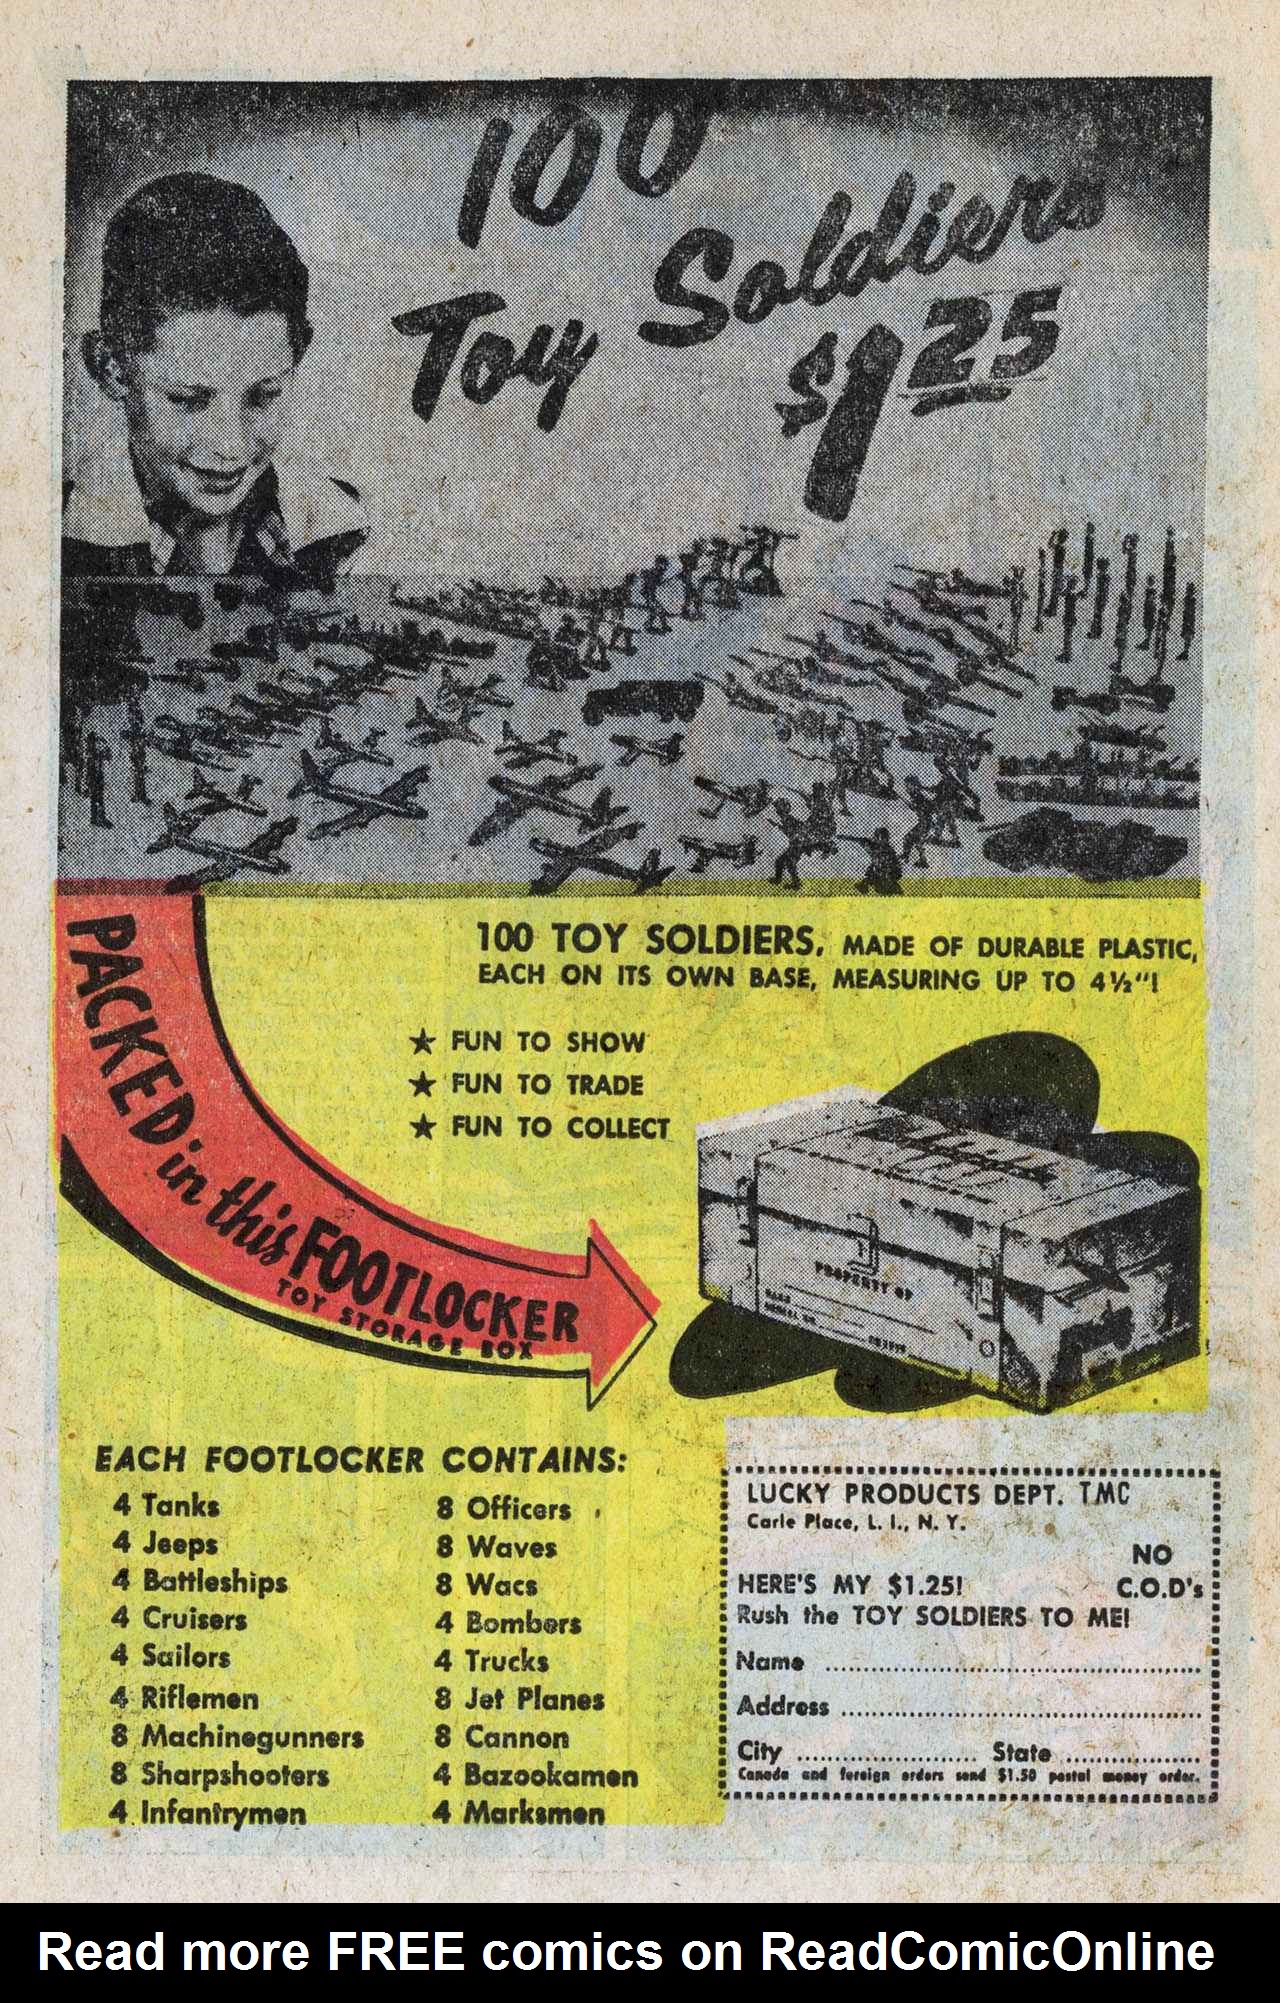 100
Toy Soldiers
$1.25
PACKED in this FOOTLOCKER
TOY STORAGE BOX
100 TOY SOLDIERS, MADE OF DURABLE PLASTIC,
EACH ON ITS OWN BASE, MEASURING UP TO 4½"!
★ FUN TO SHOW
★ FUN TO TRADE
★ FUN TO COLLECT
PROPERTY OF
EACH FOOTLOCKER CONTAINS:
4 Tanks
4 Jeeps
4 Battleships
4 Cruisers
4 Sailors
4 Riflemen
8 Machinegunners
8 Sharpshooters
4 Infantrymen
8 Officers
8 Waves
8 Wacs
4 Bombers
4 Trucks
8 Jet Planes
8 Cannon
4 Bazookamen
4 Marksmen
LUCKY PRODUCTS DEPT. TMC
Carle Place, L. I., N. Y.
NO
HERE'S MY $1.25! C.O.D's
Rush the TOY SOLDIERS TO ME!
Name
Address
City State
Canada and foreign orders send $1.50 postal money order.
Read more FREE comics on ReadComicOnline